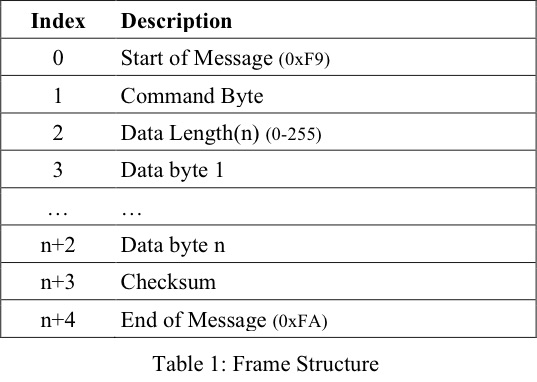 Index Description
0 Start of Message (0xF9)
1 Command Byte
2 Data Length(n) (0-255)
3 Data byte 1
… …
n+2 Data byte n
n+3 Checksum
n+4 End of Message (0xFA)
Table 1: Frame Structure